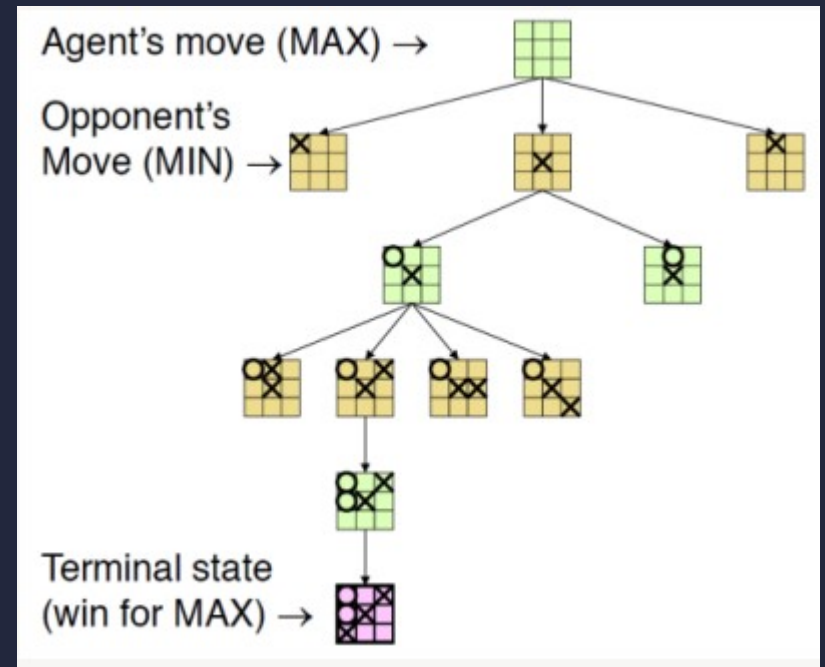 Agent's move (MAX) →
Opponent's
Move (MIN) →
Terminal state
(win for MAX) →